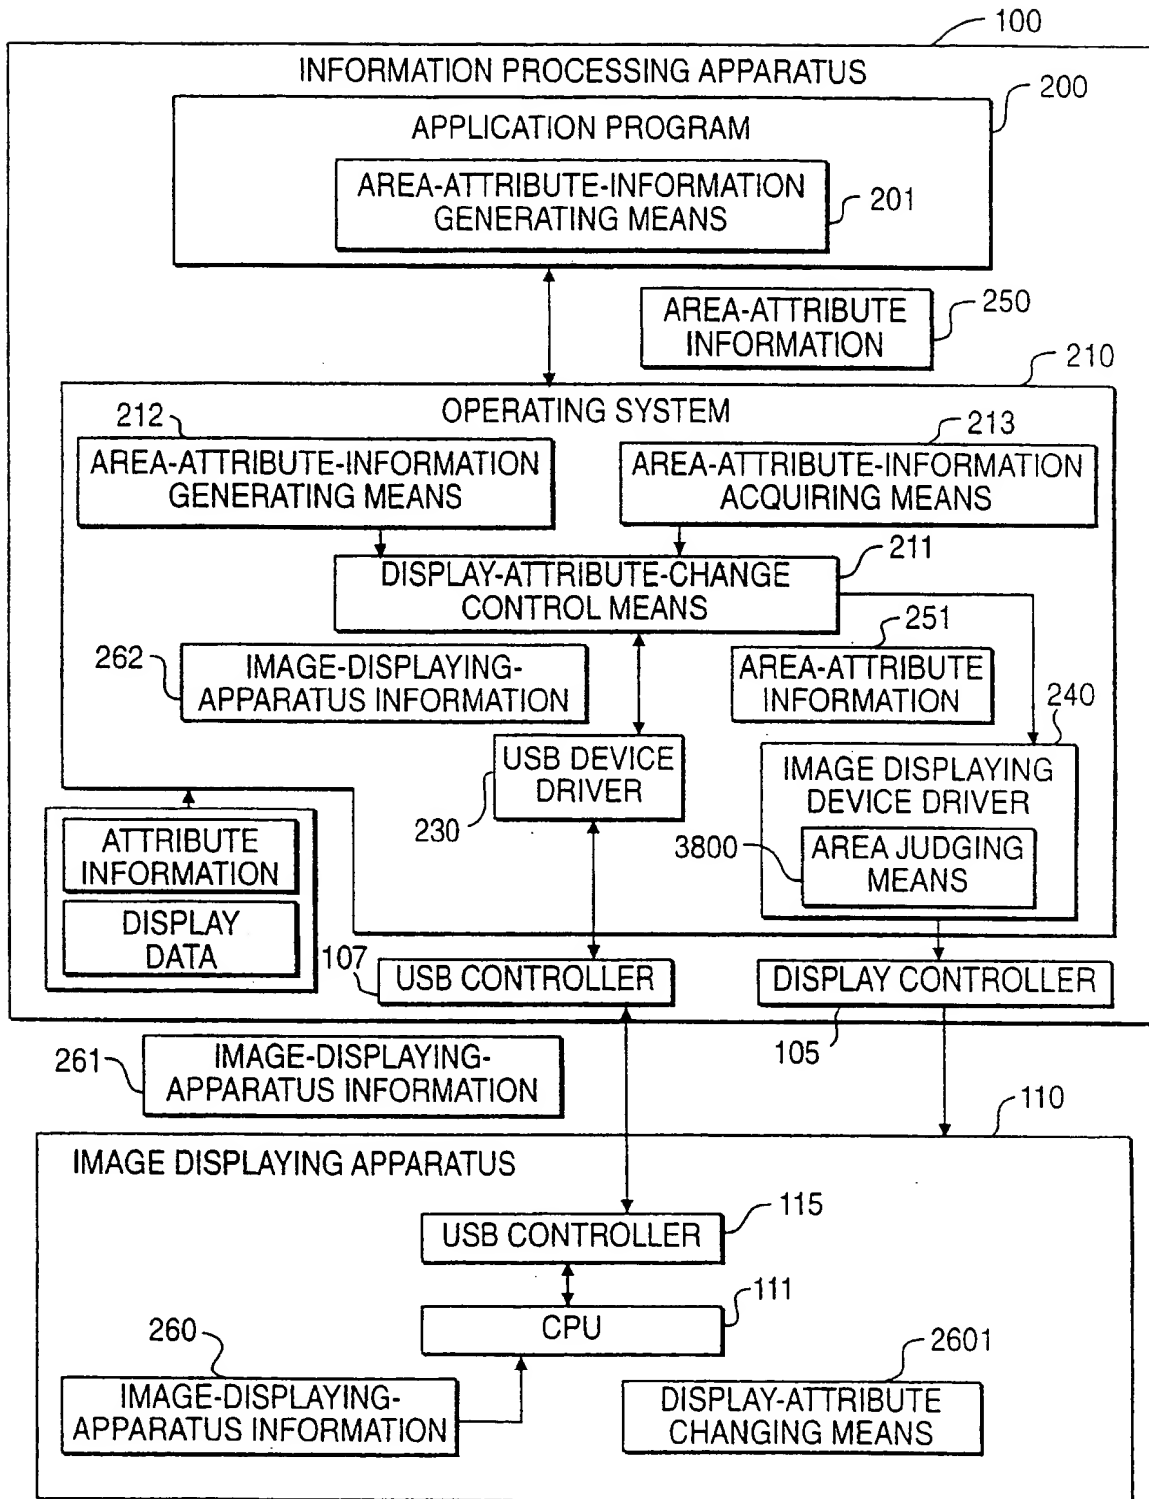 100
INFORMATION PROCESSING APPARATUS
200
APPLICATION PROGRAM
AREA-ATTRIBUTE-INFORMATION
GENERATING MEANS
201
AREA-ATTRIBUTE
INFORMATION
250
210
OPERATING SYSTEM
212
213
AREA-ATTRIBUTE-INFORMATION
GENERATING MEANS
AREA-ATTRIBUTE-INFORMATION
ACQUIRING MEANS
211
DISPLAY-ATTRIBUTE-CHANGE
CONTROL MEANS
251
262
IMAGE-DISPLAYING-
APPARATUS INFORMATION
AREA-ATTRIBUTE
INFORMATION
240
USB DEVICE
DRIVER
230
IMAGE DISPLAYING
DEVICE DRIVER
3800
AREA JUDGING
MEANS
ATTRIBUTE
INFORMATION
DISPLAY
DATA
107
USB CONTROLLER
DISPLAY CONTROLLER
105
261
IMAGE-DISPLAYING-
APPARATUS INFORMATION
110
IMAGE DISPLAYING APPARATUS
115
USB CONTROLLER
111
CPU
260
2601
IMAGE-DISPLAYING-
APPARATUS INFORMATION
DISPLAY-ATTRIBUTE
CHANGING MEANS